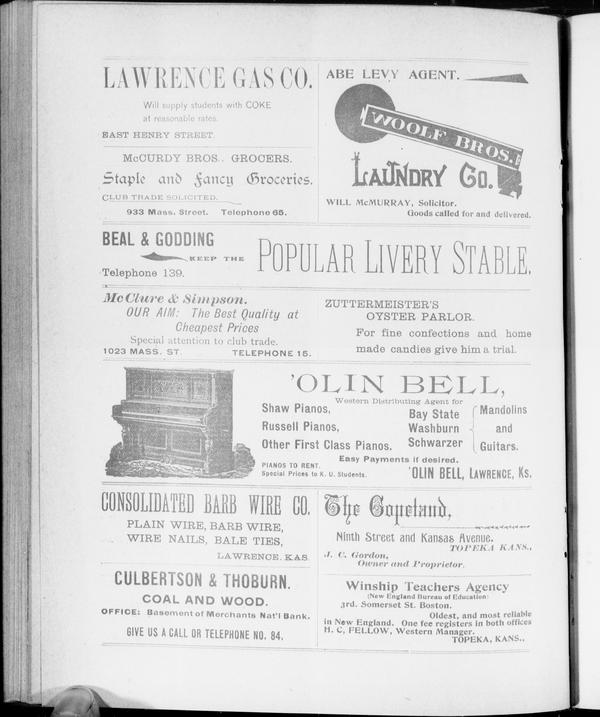 LAWRENCE GAS CO.
Will supply students with COKE
at reasonable rates.
EAST HENRY STREET.
McCURDY BROS., GROCERS.
Staple and Fancy Groceries.
CLUB TRADE SOLICITED.
933 Mass. Street. Telephone 65.
ABE LEVY AGENT.
WOOLF BROS.
LAUNDRY CO.
WILL McMURRAY, Solicitor.
Goods called for and delivered.
BEAL & GODDING
KEEP THE
Telephone 139.
POPULAR LIVERY STABLE.
McClure & Simpson.
OUR AIM: The Best Quality at
Cheapest Prices
Special attention to club trade.
1023 MASS. ST. TELEPHONE 15.
ZUTTERMEISTER'S
OYSTER PARLOR.
For fine confections and home
made candies give him a trial.
'OLIN BELL,
Western Distributing Agent for
Shaw Pianos,
Russell Pianos,
Other First Class Pianos.
Bay State
Washburn
Schwarzer
Mandolins
and
Guitars.
Easy Payments if desired.
PIANOS TO RENT.
Special Prices to K. U. Students.
'OLIN BELL, LAWRENCE, KS.
CONSOLIDATED BARB WIRE CO.
PLAIN WIRE, BARB WIRE,
WIRE NAILS, BALE TIES,
LAWRENCE, KAS.
The Copeland,
Ninth Street and Kansas Avenue.
TOPEKA KANS.,
J. C. Gordon,
Owner and Proprietor.
CULBERTSON & THOBURN.
COAL AND WOOD.
OFFICE: Basement of Merchants Nat'l Bank.
GIVE US A CALL OR TELEPHONE NO. 84.
Winship Teachers Agency
(New England Bureau of Education)
3rd. Somerset St. Boston.
Oldest, and most reliable
in New England. One fee registers in both offices
H. C, FELLOW, Western Manager.
TOPEKA, KANS.,